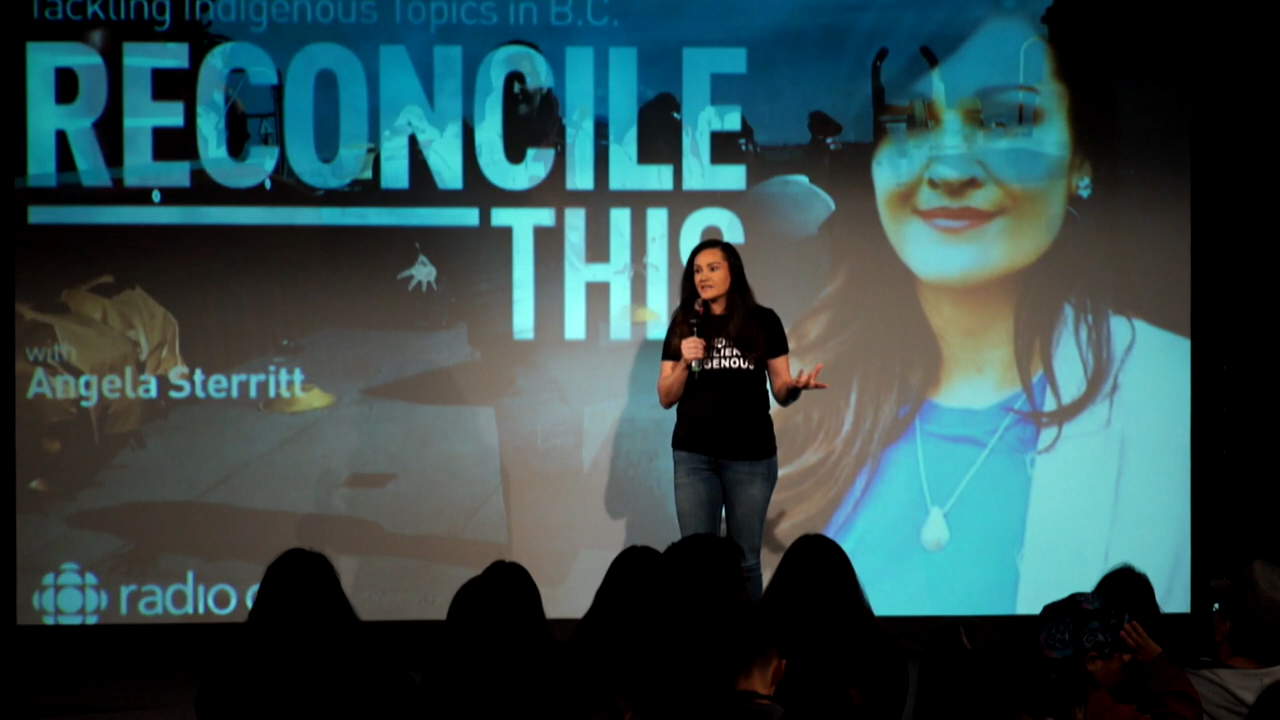 Tackling Indigenous Topics in B.C.
RECONCILE
THIS
with
Angela Sterritt
radio